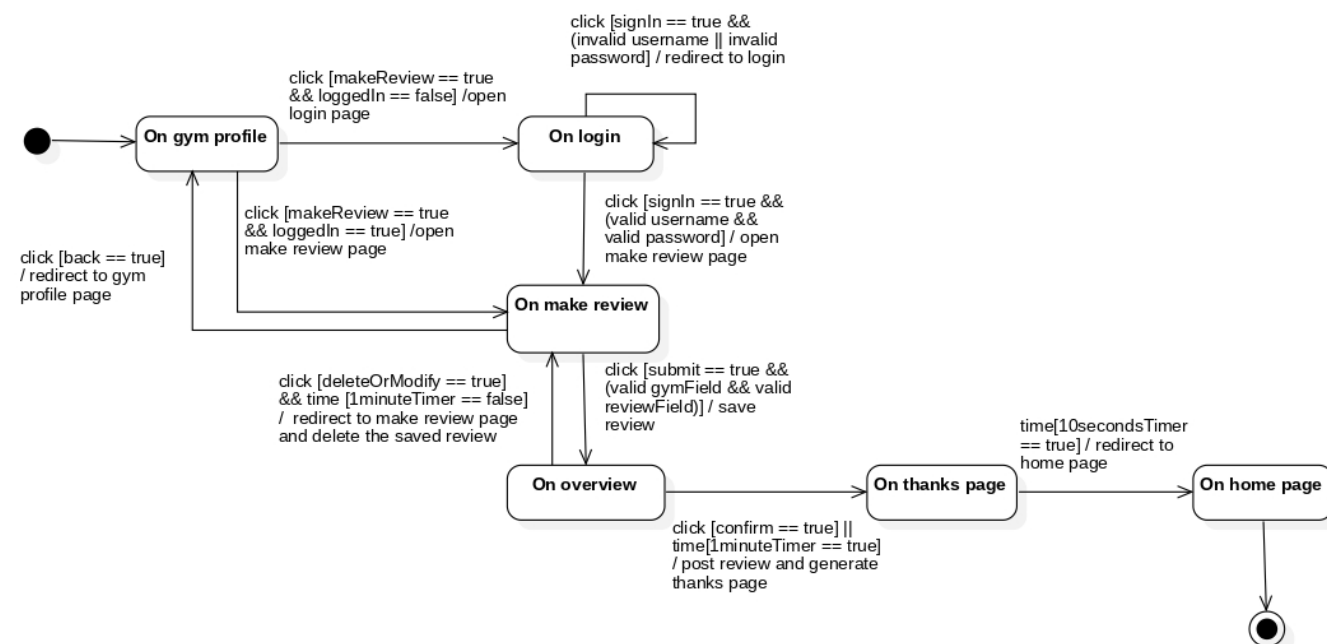 click [signIn == true &&
(invalid username || invalid
password] / redirect to login
click [makeReview == true
&& loggedIn == false] /open
login page
On gym profile
On login
click [makeReview == true
&& loggedIn == true] /open
make review page
click [signIn == true &&
(valid username &&
valid password] / open
make review page
click [back == true]
/ redirect to gym
profile page
On make review
click [deleteOrModify == true]
&& time [1minuteTimer == false]
/  redirect to make review page
and delete the saved review
click [submit == true &&
(valid gymField && valid
reviewField)] / save
review
On overview
On thanks page
time[10secondsTimer
== true] / redirect to
home page
On home page
click [confirm == true] ||
time[1minuteTimer == true]
/ post review and generate
thanks page